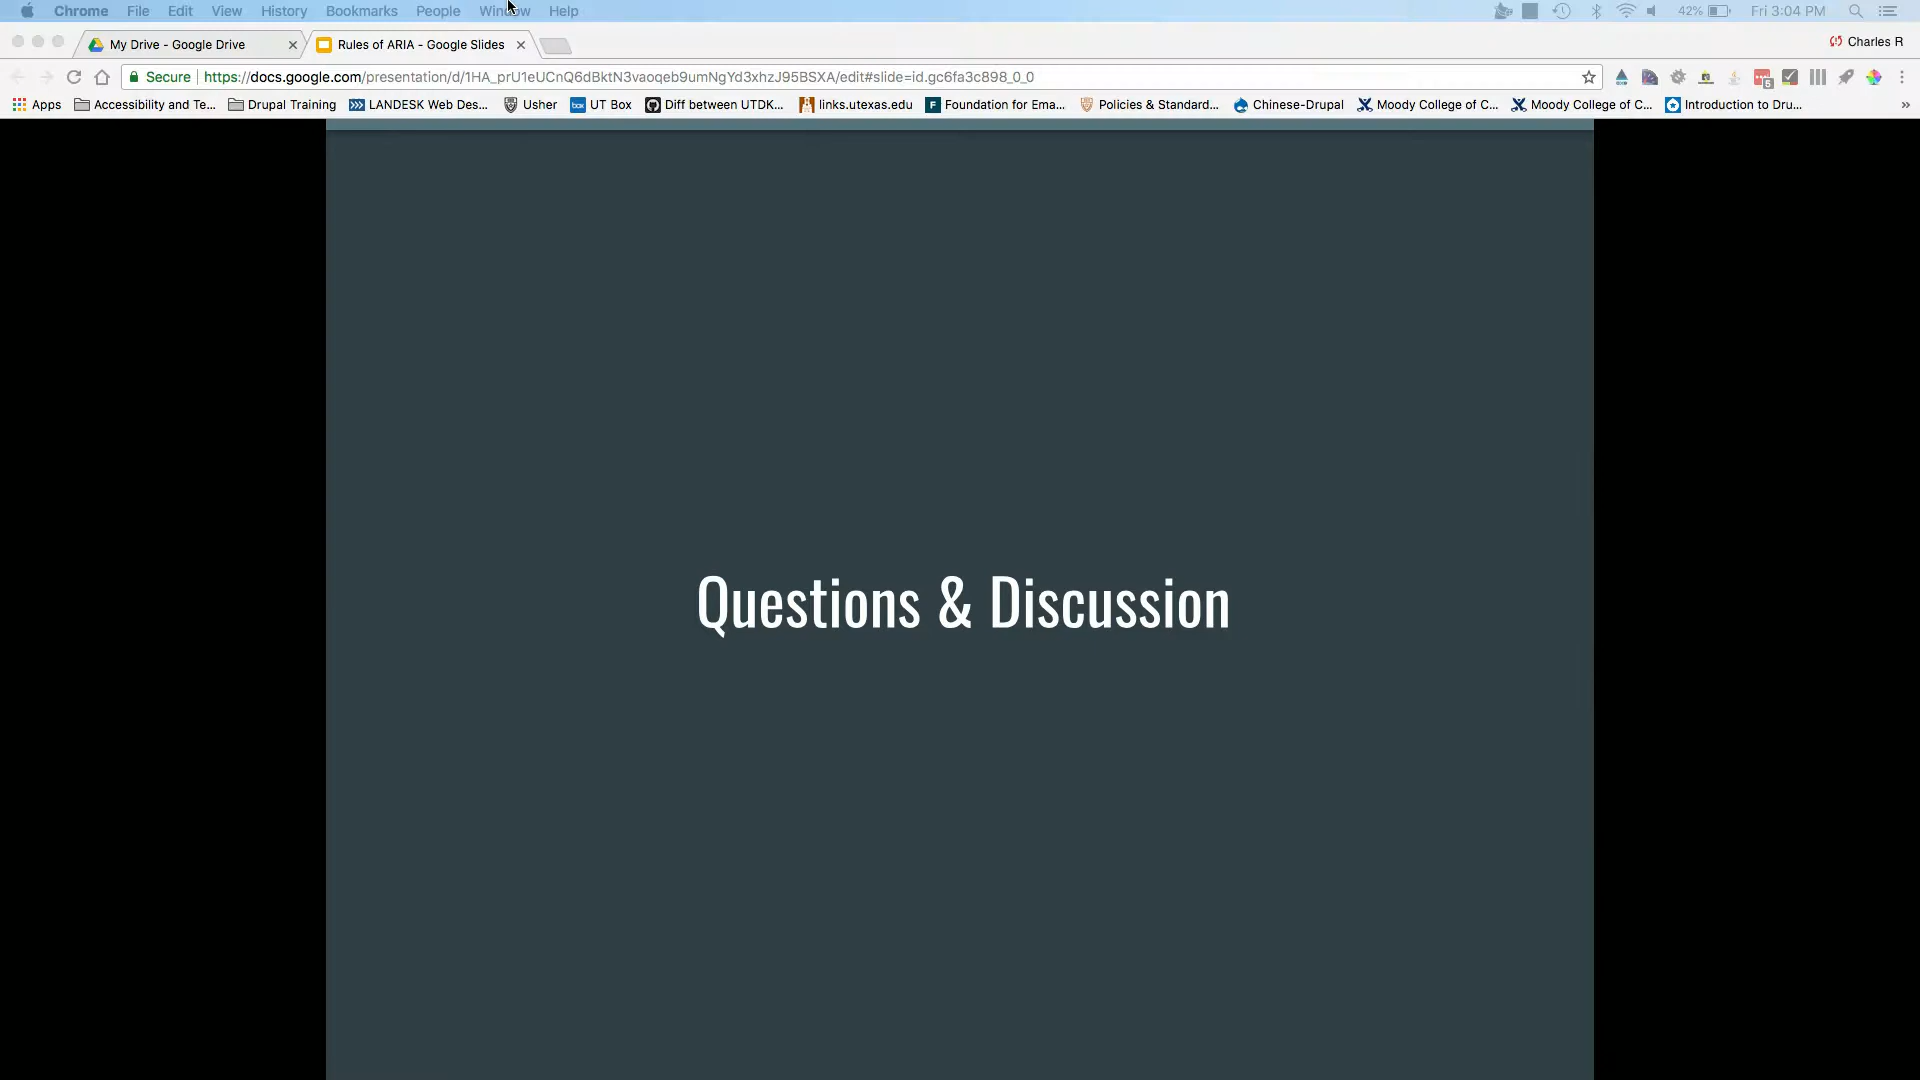 Chrome File Edit View History Bookmarks People Window Help 42% Fri 3:04 PM
My Drive - Google Drive Rules of ARIA - Google Slides Charles R
Secure https://docs.google.com/presentation/d/1HA_prU1eUCnQ6dBktN3vaoqeb9umNgYd3xhzJ95BSXA/edit#slide=id.gc6fa3c898_0_0
Apps Accessibility and Te... Drupal Training LANDESK Web Des... Usher UT Box Diff between UTDK... links.utexas.edu Foundation for Ema... Policies & Standard... Chinese-Drupal Moody College of C... Moody College of C... Introduction to Dru... »
Questions & Discussion